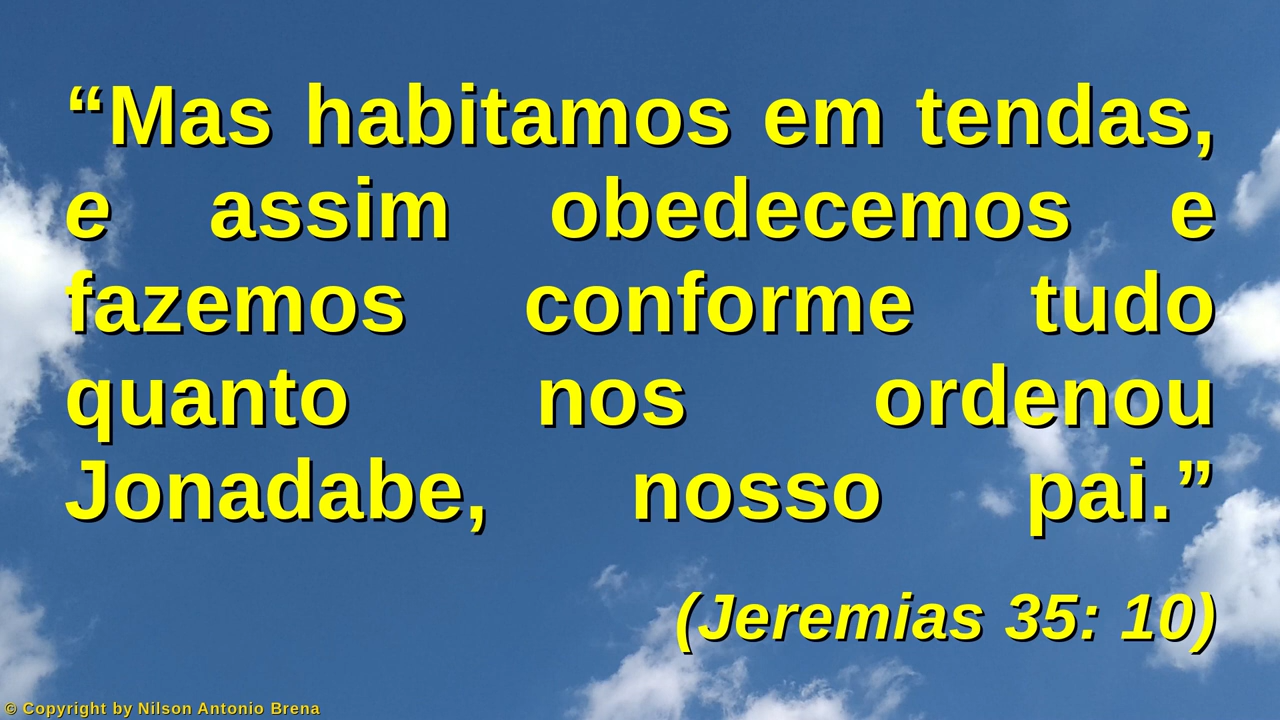 “Mas habitamos em tendas,
e assim obedecemos e
fazemos conforme tudo
quanto nos ordenou
Jonadabe, nosso pai.”
(Jeremias 35: 10)
© Copyright by Nilson Antonio Brena